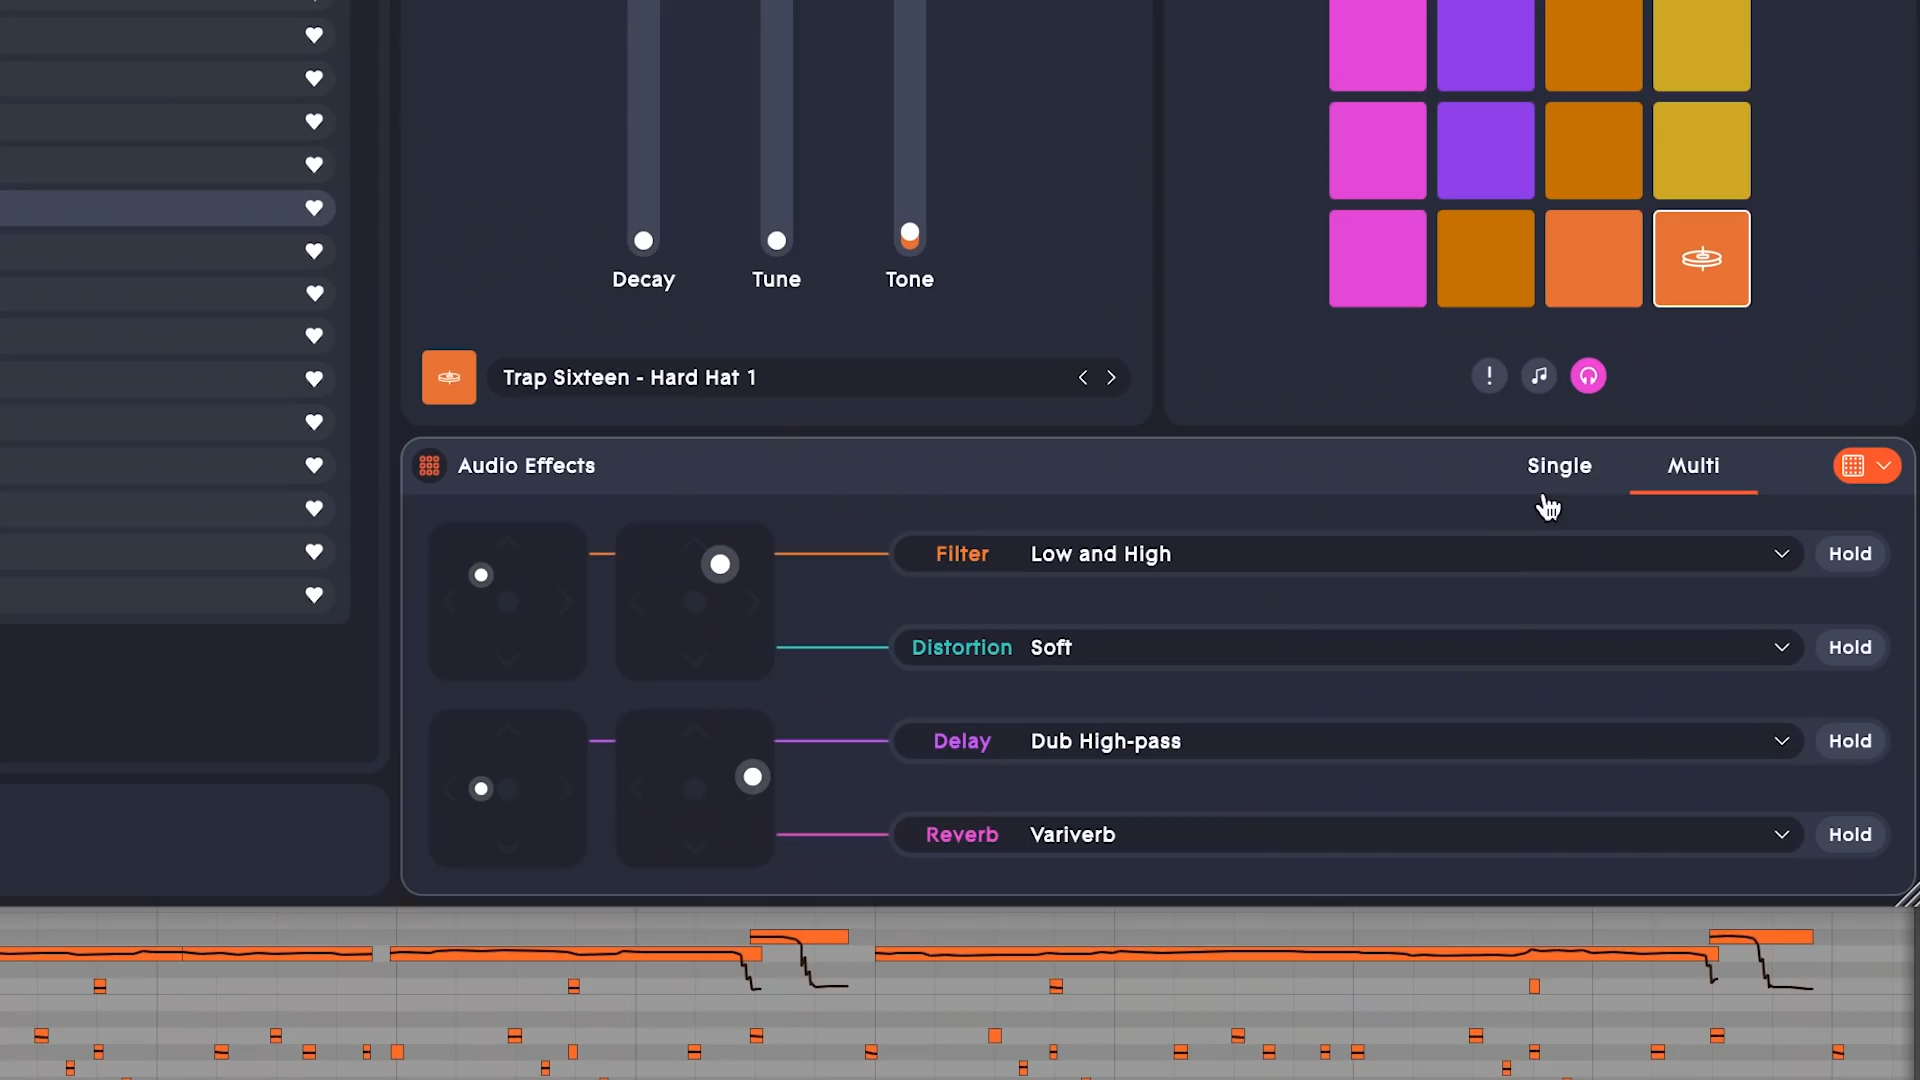 Decay Tune Tone
Trap Sixteen - Hard Hat 1
Audio Effects Single Multi
Filter Low and High Hold
Distortion Soft Hold
Delay Dub High-pass Hold
Reverb Variverb Hold